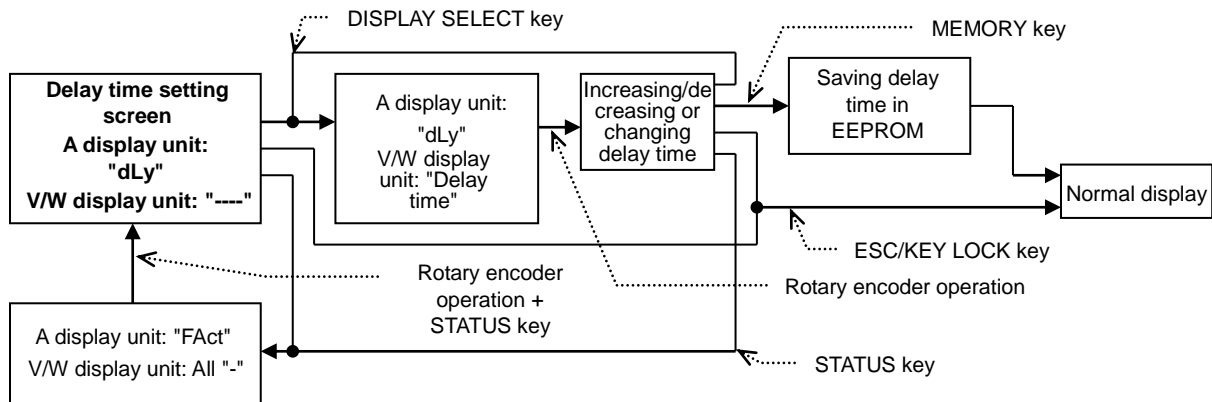 DISPLAY SELECT key
MEMORY key
Delay time setting
screen
A display unit:
"dLy"
V/W display unit: "----"
A display unit:
"dLy"
V/W display
unit: "Delay
time"
Increasing/de
creasing or
changing
delay time
Saving delay
time in
EEPROM
Normal display
ESC/KEY LOCK key
Rotary encoder
operation +
STATUS key
Rotary encoder operation
A display unit: "FAct"
V/W display unit: All "-"
STATUS key